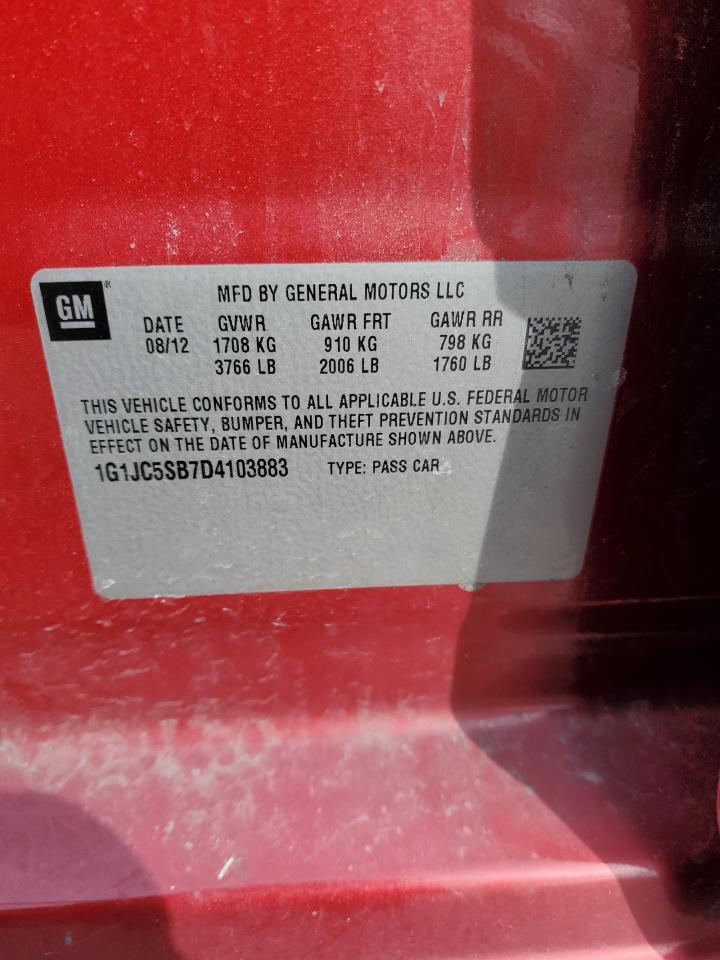 GM®
MFD BY GENERAL MOTORS LLC
DATE GVWR GAWR FRT GAWR RR
08/12 1708 KG 910 KG 798 KG
3766 LB 2006 LB 1760 LB
THIS VEHICLE CONFORMS TO ALL APPLICABLE U.S. FEDERAL MOTOR
VEHICLE SAFETY, BUMPER, AND THEFT PREVENTION STANDARDS IN
EFFECT ON THE DATE OF MANUFACTURE SHOWN ABOVE.
1G1JC5SB7D4103883 TYPE: PASS CAR